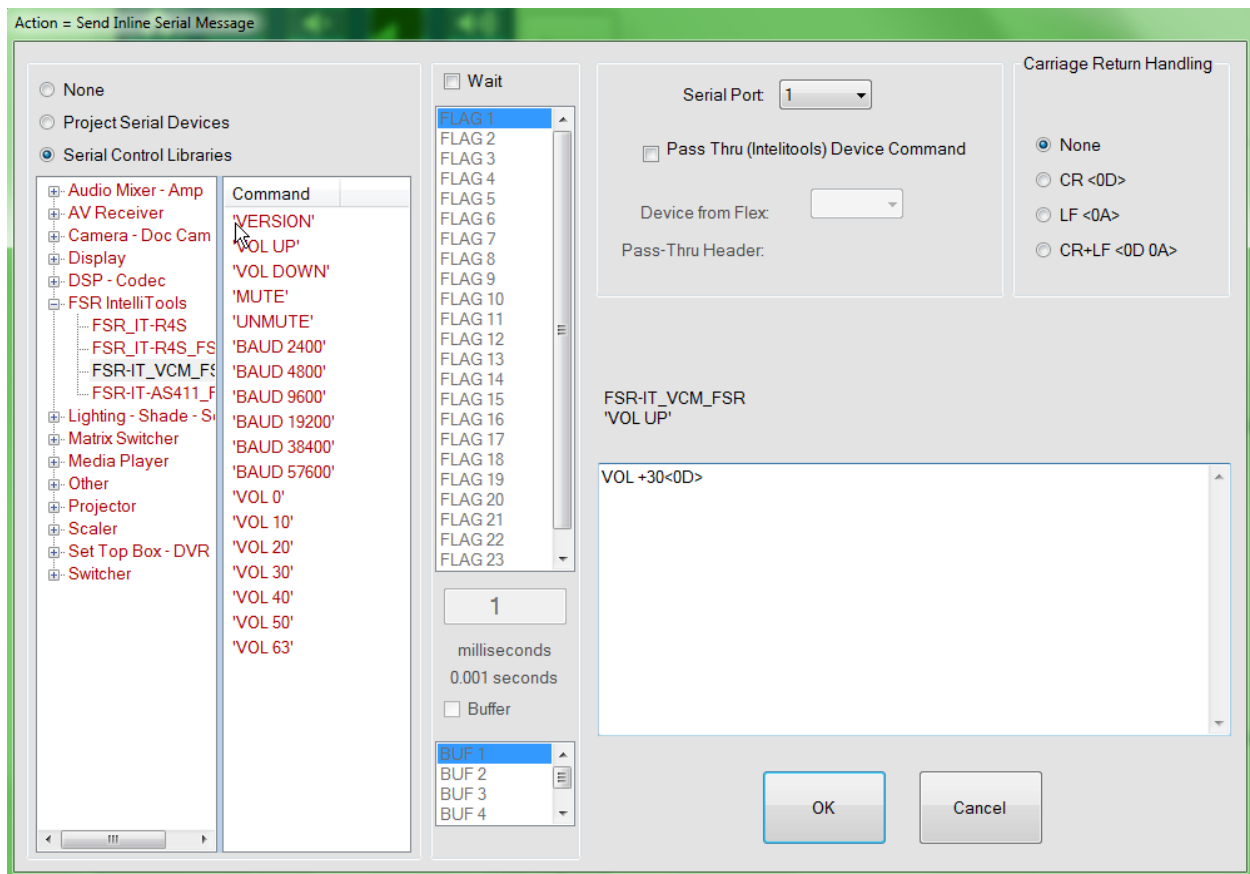 Action = Send Inline Serial Message
None
Project Serial Devices
Serial Control Libraries
Audio Mixer - Amp
AV Receiver
Camera - Doc Cam
Display
DSP - Codec
FSR IntelliTools
FSR_IT-R4S
FSR_IT-R4S_FS
FSR-IT_VCM_FS
FSR-IT-AS411_F
Lighting - Shade - S
Matrix Switcher
Media Player
Other
Projector
Scaler
Set Top Box - DVR
Switcher
Command
'VERSION'
'VOL UP'
'VOL DOWN'
'MUTE'
'UNMUTE'
'BAUD 2400'
'BAUD 4800'
'BAUD 9600'
'BAUD 19200'
'BAUD 38400'
'BAUD 57600'
'VOL 0'
'VOL 10'
'VOL 20'
'VOL 30'
'VOL 40'
'VOL 50'
'VOL 63'
Wait
FLAG 1
FLAG 2
FLAG 3
FLAG 4
FLAG 5
FLAG 6
FLAG 7
FLAG 8
FLAG 9
FLAG 10
FLAG 11
FLAG 12
FLAG 13
FLAG 14
FLAG 15
FLAG 16
FLAG 17
FLAG 18
FLAG 19
FLAG 20
FLAG 21
FLAG 22
FLAG 23
1
milliseconds
0.001 seconds
Buffer
BUF 1
BUF 2
BUF 3
BUF 4
Serial Port: 1
Pass Thru (Intelitools) Device Command
Device from Flex:
Pass-Thru Header:
Carriage Return Handling
None
CR <0D>
LF <0A>
CR+LF <0D 0A>
FSR-IT_VCM_FSR
'VOL UP'
VOL +30<0D>
OK
Cancel